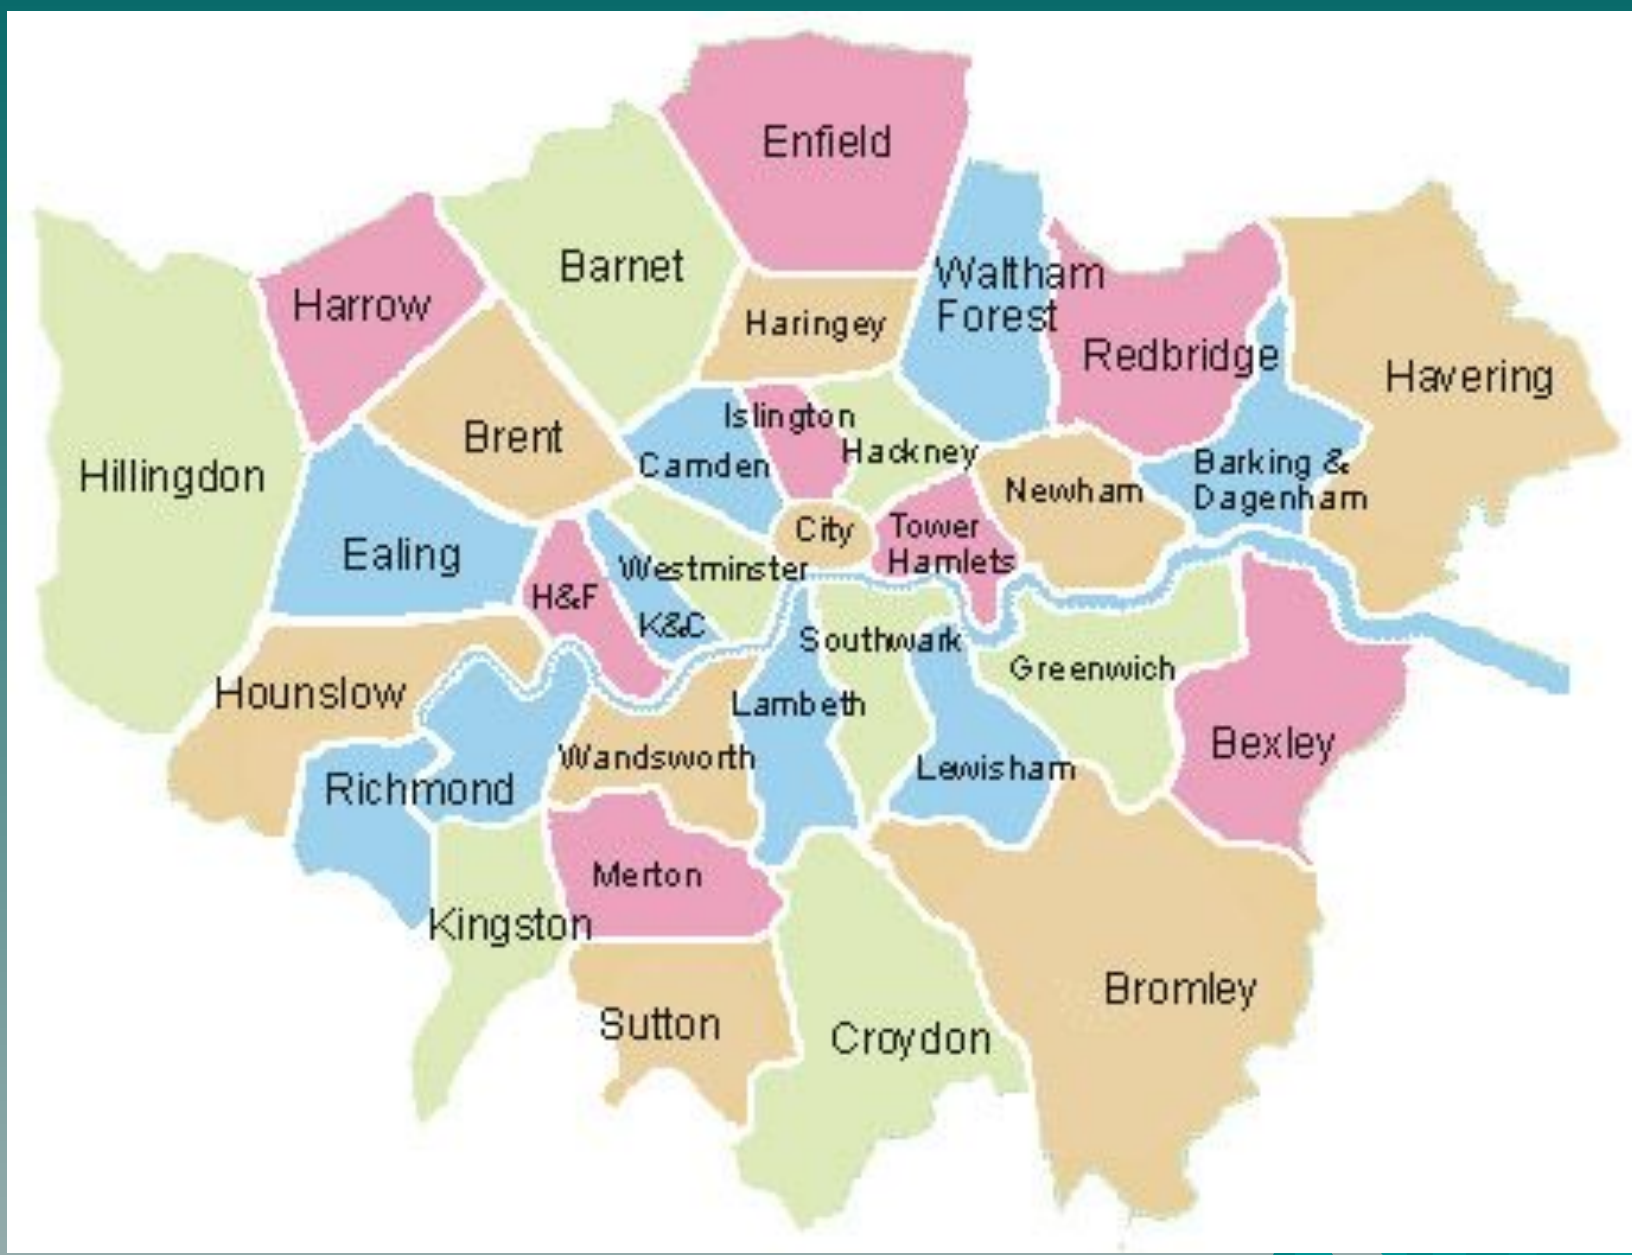 Enfield
Barnet
Harrow
Waltham
Forest
Haringey
Redbridge
Havering
Islington
Brent
Hackney
Camden
Hillingdon
Barking &
Dagenham
Newham
City
Tower
Hamlets
Ealing
Westminster
H&F
K&C
Southwark
Greenwich
Hounslow
Lambeth
Bexley
Wandsworth
Lewisham
Richmond
Merton
Kingston
Bromley
Sutton
Croydon